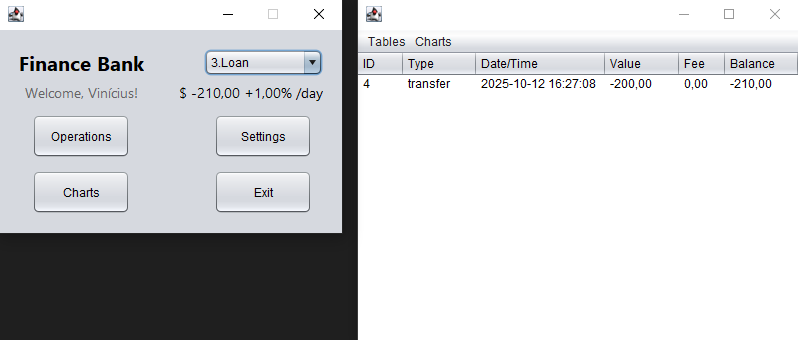 Finance Bank
3.Loan
Welcome, Vinícius!
$ -210,00 +1,00% /day
Operations
Settings
Charts
Exit
Tables Charts
ID Type Date/Time Value Fee Balance
4 transfer 2025-10-12 16:27:08 -200,00 0,00 -210,00